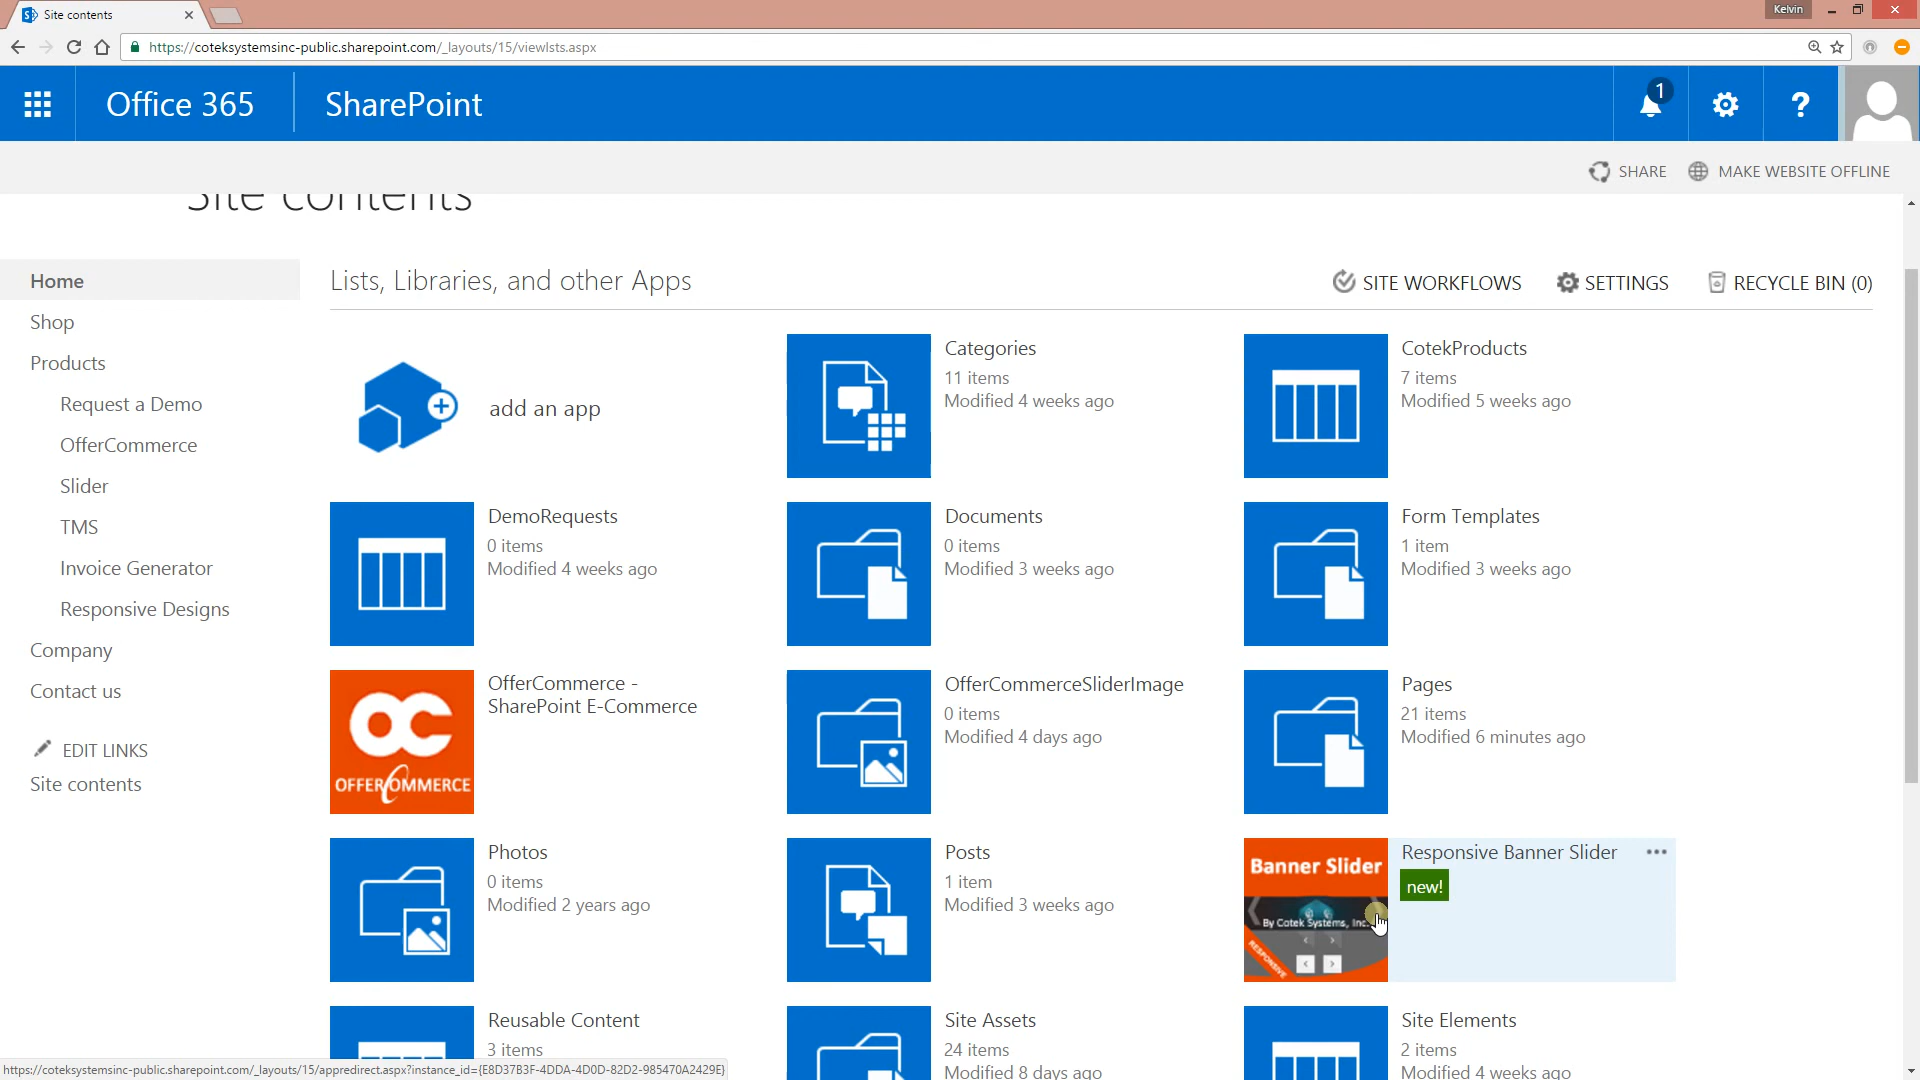 Site contents
Kelvin
https://coteksystemsinc-public.sharepoint.com/_layouts/15/viewlsts.aspx
Office 365
SharePoint
1
?
SHARE
MAKE WEBSITE OFFLINE
Site contents
Home
Shop
Products
Request a Demo
OfferCommerce
Slider
TMS
Invoice Generator
Responsive Designs
Company
Contact us
EDIT LINKS
Site contents
Lists, Libraries, and other Apps
SITE WORKFLOWS
SETTINGS
RECYCLE BIN (0)
add an app
Categories
11 items
Modified 4 weeks ago
CotekProducts
7 items
Modified 5 weeks ago
DemoRequests
0 items
Modified 4 weeks ago
Documents
0 items
Modified 3 weeks ago
Form Templates
1 item
Modified 3 weeks ago
OC
OFFERCOMMERCE
OfferCommerce -
SharePoint E-Commerce
OfferCommerceSliderImage
0 items
Modified 4 days ago
Pages
21 items
Modified 6 minutes ago
Photos
0 items
Modified 2 years ago
Posts
1 item
Modified 3 weeks ago
Banner Slider
By Cotek Systems, Inc.
RESPONSIVE
Responsive Banner Slider
new!
Reusable Content
3 items
Site Assets
24 items
Modified 8 days ago
Site Elements
2 items
Modified 4 weeks ago
https://coteksystemsinc-public.sharepoint.com/_layouts/15/appredirect.aspx?instance_id={E8D37B3F-4DDA-4D0D-82D2-985470A2429E}